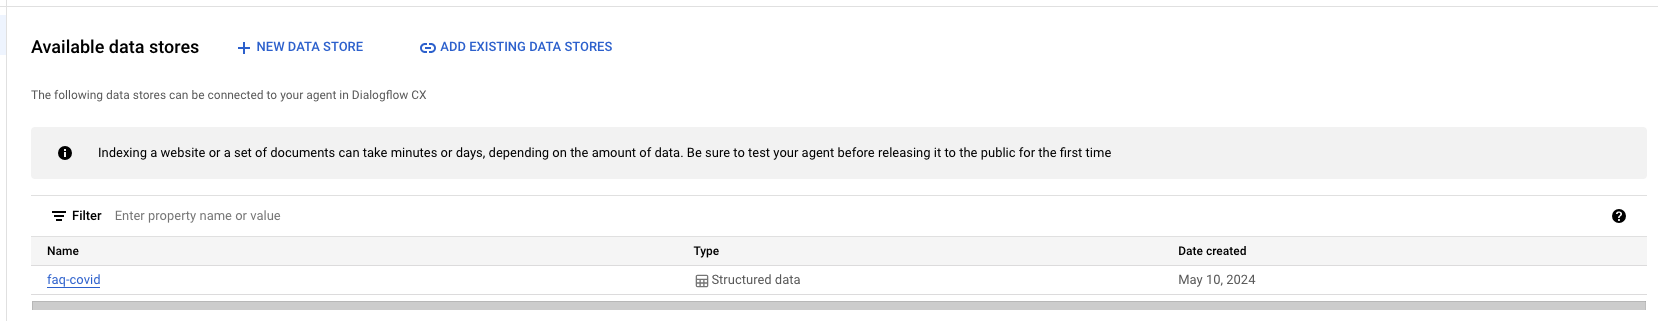 Available data stores
NEW DATA STORE
ADD EXISTING DATA STORES
The following data stores can be connected to your agent in Dialogflow CX
Indexing a website or a set of documents can take minutes or days, depending on the amount of data. Be sure to test your agent before releasing it to the public for the first time
Filter Enter property name or value
Name Type Date created
faq-covid Structured data May 10, 2024